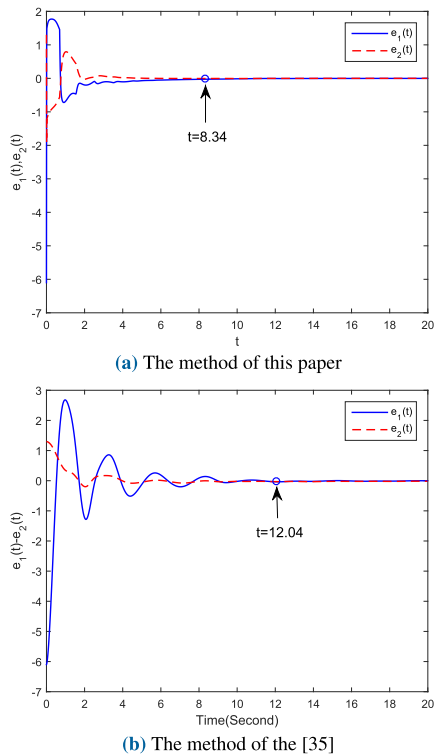 2
1
0
-1
-2
-3
-4
-5
-6
-7
e₁(t),e₂(t)
e₁(t)
e₂(t)
t=8.34
0 2 4 6 8 10 12 14 16 18 20
t
(a) The method of this paper
3
2
1
0
-1
-2
-3
-4
-5
-6
-7
e₁(t)-e₂(t)
e₁(t)
e₂(t)
t=12.04
0 2 4 6 8 10 12 14 16 18 20
Time(Second)
(b) The method of the [35]